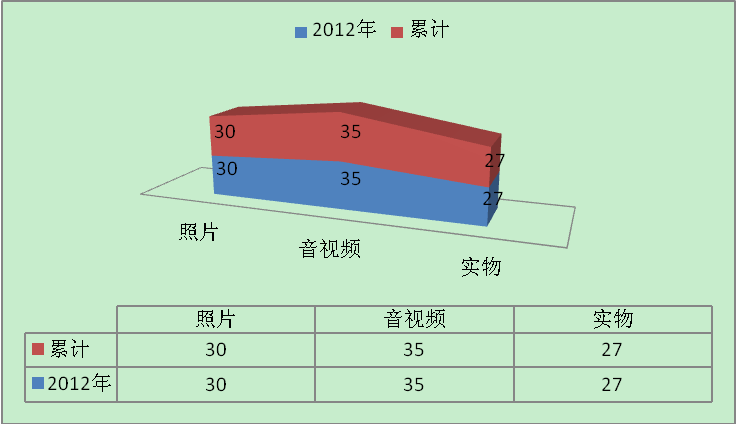 2012年 累计
30 35
30 35 27
27
照片 音视频 实物
照片 音视频 实物
累计 30 35 27
2012年 30 35 27